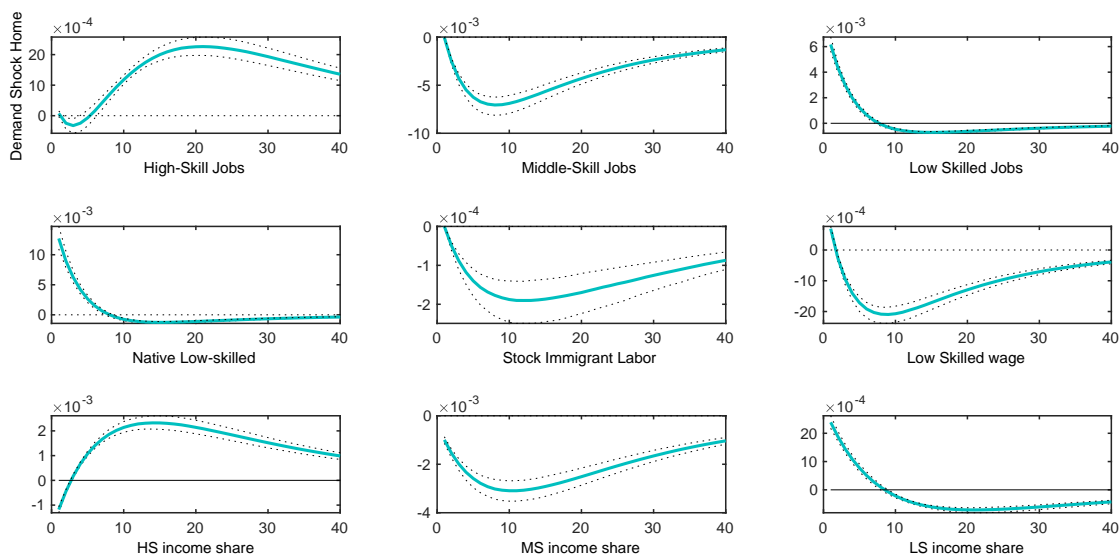 Demand Shock Home
×10-4
20
10
0
0 10 20 30 40
High-Skill Jobs
×10-3
0
-5
-10
0 10 20 30 40
Middle-Skill Jobs
×10-3
6
4
2
0
0 10 20 30 40
Low Skilled Jobs
×10-3
10
5
0
0 10 20 30 40
Native Low-skilled
×10-4
0
-1
-2
0 10 20 30 40
Stock Immigrant Labor
×10-4
0
-10
-20
0 10 20 30 40
Low Skilled wage
×10-3
2
1
0
-1
0 10 20 30 40
HS income share
×10-3
0
-2
-4
0 10 20 30 40
MS income share
×10-4
20
10
0
0 10 20 30 40
LS income share